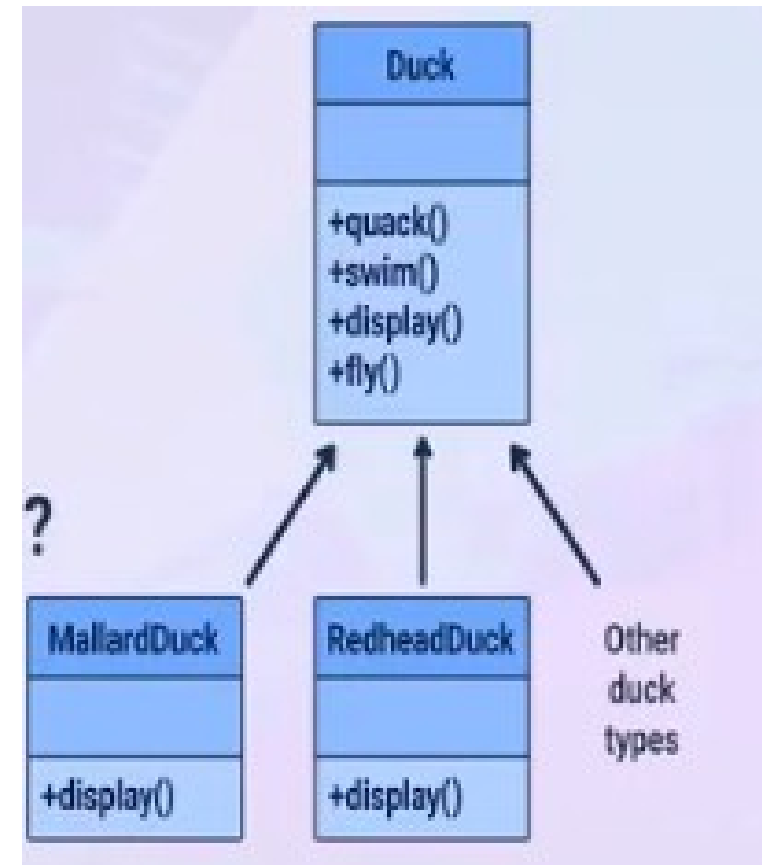 Duck
+quack()
+swim()
+display()
+fly()
?
MallardDuck
+display()
RedheadDuck
+display()
Other
duck
types